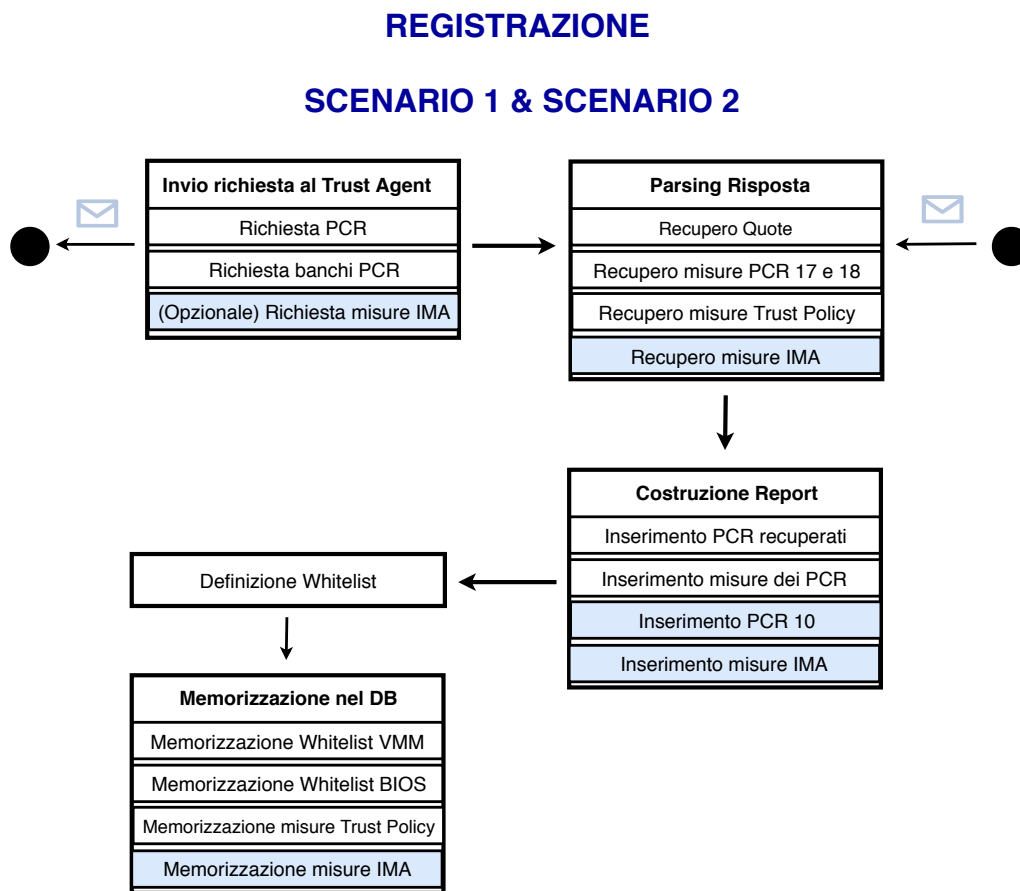 REGISTRAZIONE
SCENARIO 1 & SCENARIO 2
Invio richiesta al Trust Agent
Richiesta PCR
Richiesta banchi PCR
(Opzionale) Richiesta misure IMA
Parsing Risposta
Recupero Quote
Recupero misure PCR 17 e 18
Recupero misure Trust Policy
Recupero misure IMA
Costruzione Report
Inserimento PCR recuperati
Inserimento misure dei PCR
Inserimento PCR 10
Inserimento misure IMA
Definizione Whitelist
Memorizzazione nel DB
Memorizzazione Whitelist VMM
Memorizzazione Whitelist BIOS
Memorizzazione misure Trust Policy
Memorizzazione misure IMA